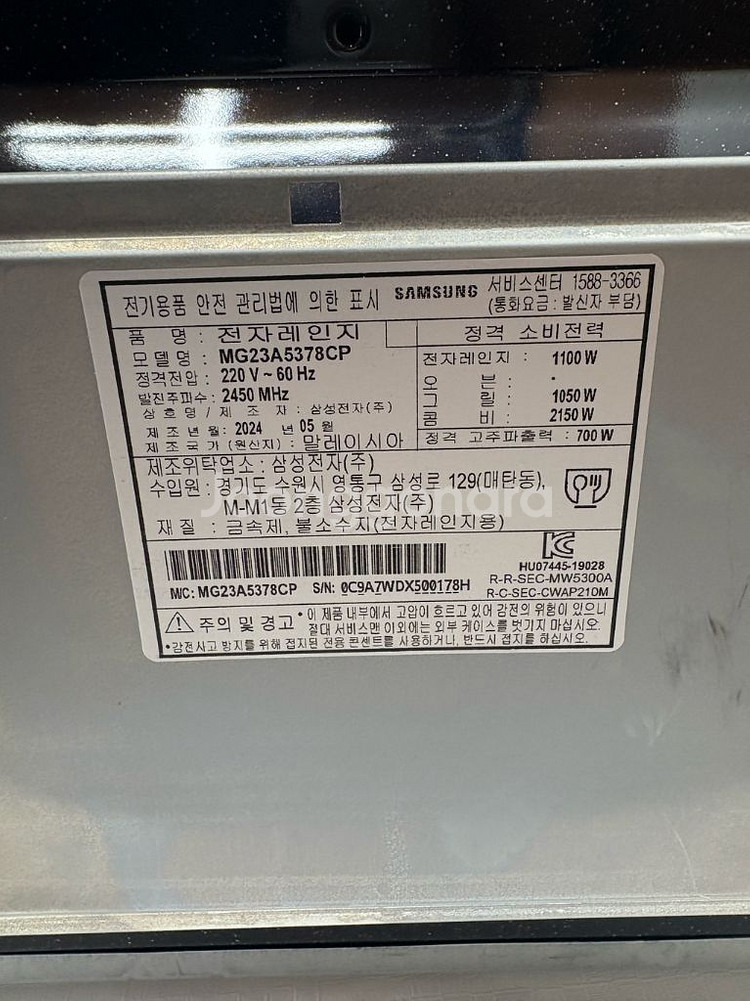 전기용품 안전 관리법에 의한 표시 SAMSUNG 서비스센터 1588-3366
(통화요금 : 발신자 부담)
품 명 : 전자레인지
모델명 : MG23A5378CP
정격전압 : 220 V ~ 60 Hz
발진주파수 : 2450 MHz
상호명 / 제조자 : 삼성전자(주)
제조년월 : 2024 년 05 월
제조국가 (원산지) : 말레이시아
정격 소비전력
전자레인지 : 1100 W
오 븐 : -
그 릴 : 1050 W
콤 비 : 2150 W
정격 고주파출력 : 700 W
제조위탁업소 : 삼성전자(주)
수입원 : 경기도 수원시 영통구 삼성로 129(매탄동),
M-M1동 2층 삼성전자(주)
재 질 : 금속제, 불소수지(전자레인지용)
Joongonara
HU07445-19028
R-R-SEC-MW5300A
R-C-SEC-CWAP210M
M/C: MG23A5378CP S/N: 0C9A7WDX500178H
주의 및 경고 • 이 제품 내부에서 고압이 흐르고 있어 감전의 위험이 있으니
절대 서비스맨 이외에는 외부 케이스를 벗기지 마십시오.
• 감전사고 방지를 위해 접지된 전용 콘센트를 사용하거나, 반드시 접지를 하십시오.